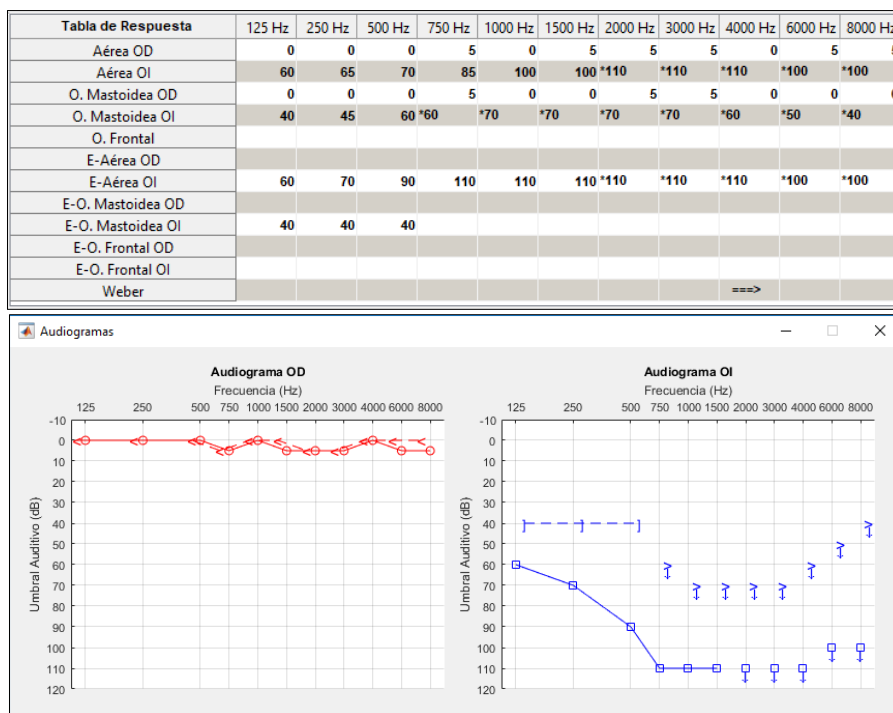 Tabla de Respuesta 125 Hz 250 Hz 500 Hz 750 Hz 1000 Hz 1500 Hz 2000 Hz 3000 Hz 4000 Hz 6000 Hz 8000 Hz
Aérea OD 0 0 0 5 0 5 5 5 0 5 5
Aérea OI 60 65 70 85 100 100 *110 *110 *110 *100 *100
O. Mastoidea OD 0 0 0 5 0 0 5 5 0 0 0
O. Mastoidea OI 40 45 60 *60 *70 *70 *70 *70 *60 *50 *40
O. Frontal
E-Aérea OD
E-Aérea OI 60 70 90 110 110 110 *110 *110 *110 *100 *100
E-O. Mastoidea OD
E-O. Mastoidea OI 40 40 40
E-O. Frontal OD
E-O. Frontal OI
Weber ===>
Audiogramas
Audiograma OD
Frecuencia (Hz)
125 250 500 750 1000 1500 2000 3000 4000 6000 8000
-10
0
10
20
30
40
50
60
70
80
90
100
110
120
Umbral Auditivo (dB)
Audiograma OI
Frecuencia (Hz)
125 250 500 750 1000 1500 2000 3000 4000 6000 8000
-10
0
10
20
30
40
50
60
70
80
90
100
110
120
Umbral Auditivo (dB)